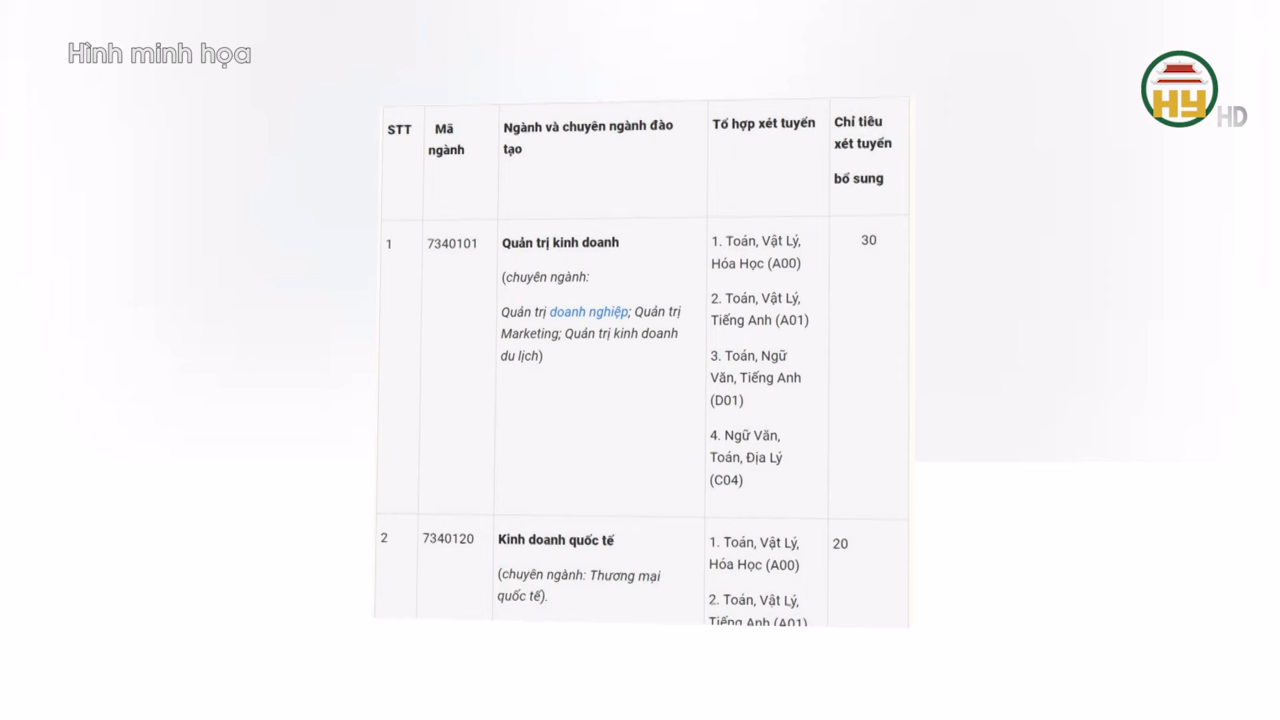 Hình minh họa
HY
HD
STT
Mã
ngành
Ngành và chuyên ngành đào
tạo
Tổ hợp xét tuyển
Chỉ tiêu
xét tuyển
bổ sung
1
7340101
Quản trị kinh doanh
(chuyên ngành:
Quản trị doanh nghiệp; Quản trị
Marketing; Quản trị kinh doanh
du lịch)
1. Toán, Vật Lý,
Hóa Học (A00)
2. Toán, Vật Lý,
Tiếng Anh (A01)
3. Toán, Ngữ
Văn, Tiếng Anh
(D01)
4. Ngữ Văn,
Toán, Địa Lý
(C04)
30
2
7340120
Kinh doanh quốc tế
(chuyên ngành: Thương mại
quốc tế).
1. Toán, Vật Lý,
Hóa Học (A00)
2. Toán, Vật Lý,
Tiếng Anh (A01)
20